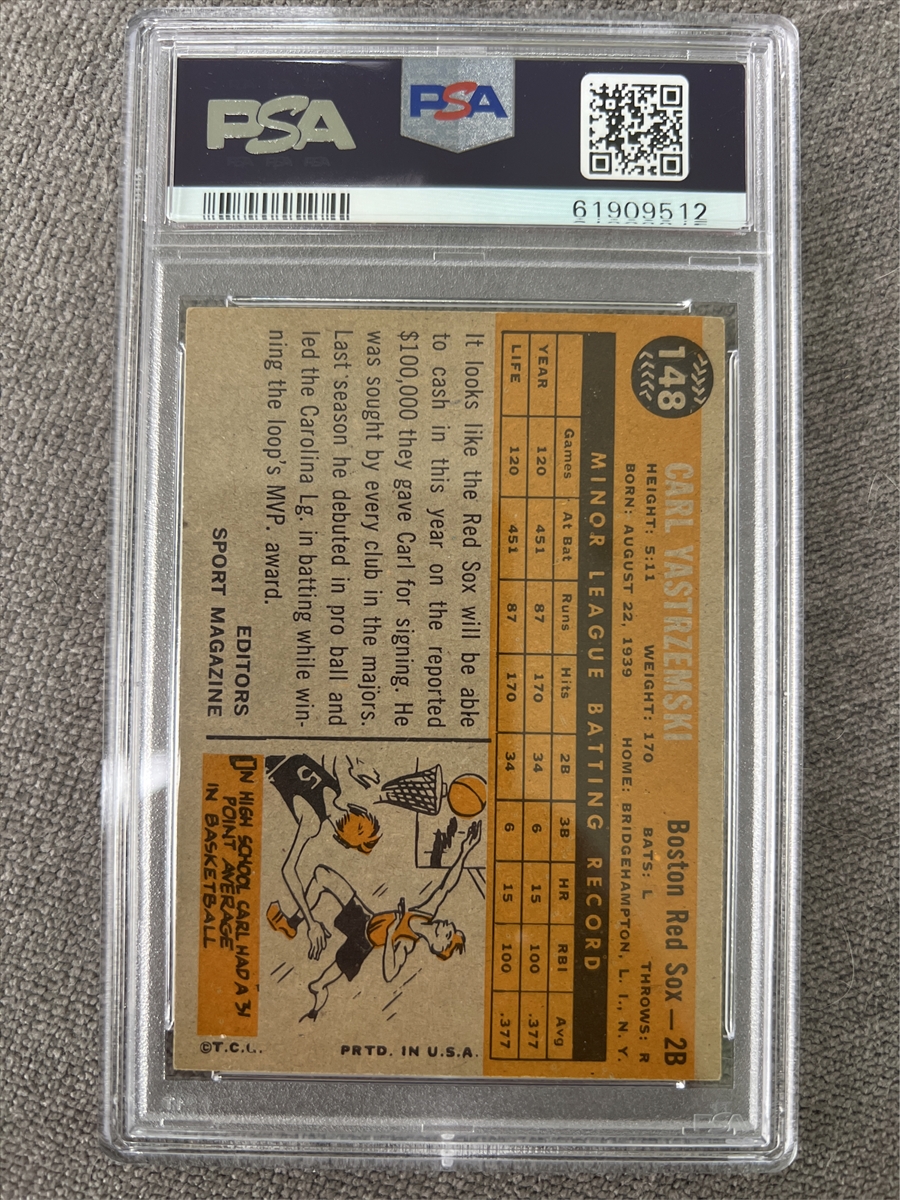 PSA
PSA
61909512
148
CARL YASTRZEMSKI Boston Red Sox — 2B
HEIGHT: 5:11 WEIGHT: 170 BATS: L THROWS: R
BORN: AUGUST 22, 1939 HOME: BRIDGEHAMPTON, L. I., N. Y.
MINOR LEAGUE BATTING RECORD
Games At Bat Runs Hits 2B 3B HR RBI Avg
YEAR 120 451 87 170 34 6 15 100 .377
LIFE 120 451 87 170 34 6 15 100 .377
It looks like the Red Sox will be able
to cash in this year on the reported
$100,000 they gave Carl for signing. He
was sought by every club in the majors.
Last season he debuted in pro ball and
led the Carolina Lg. in batting while win-
ning the loop's MVP. award.
EDITORS
SPORT MAGAZINE
5
IN HIGH SCHOOL CARL HAD A 31
POINT AVERAGE
IN BASKETBALL
©T.C.G. PRTD. IN U.S.A.
PSA